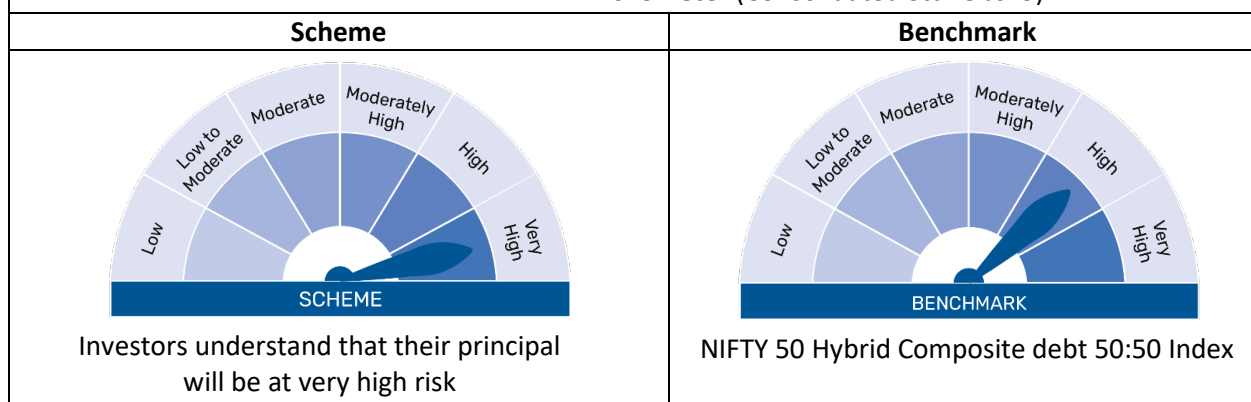 Scheme
Benchmark
Low
Low to
Moderate
Moderate
Moderately
High
High
Very
High
SCHEME
Investors understand that their principal
will be at very high risk
Low
Low to
Moderate
Moderate
Moderately
High
High
Very
High
BENCHMARK
NIFTY 50 Hybrid Composite debt 50:50 Index